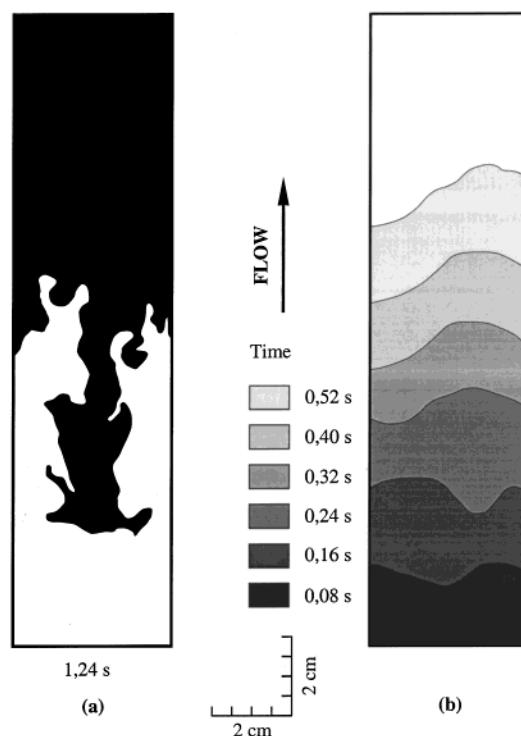 FLOW
Time
0,52 s
0,40 s
0,32 s
0,24 s
0,16 s
0,08 s
1,24 s
2 cm
2 cm
(a)
(b)